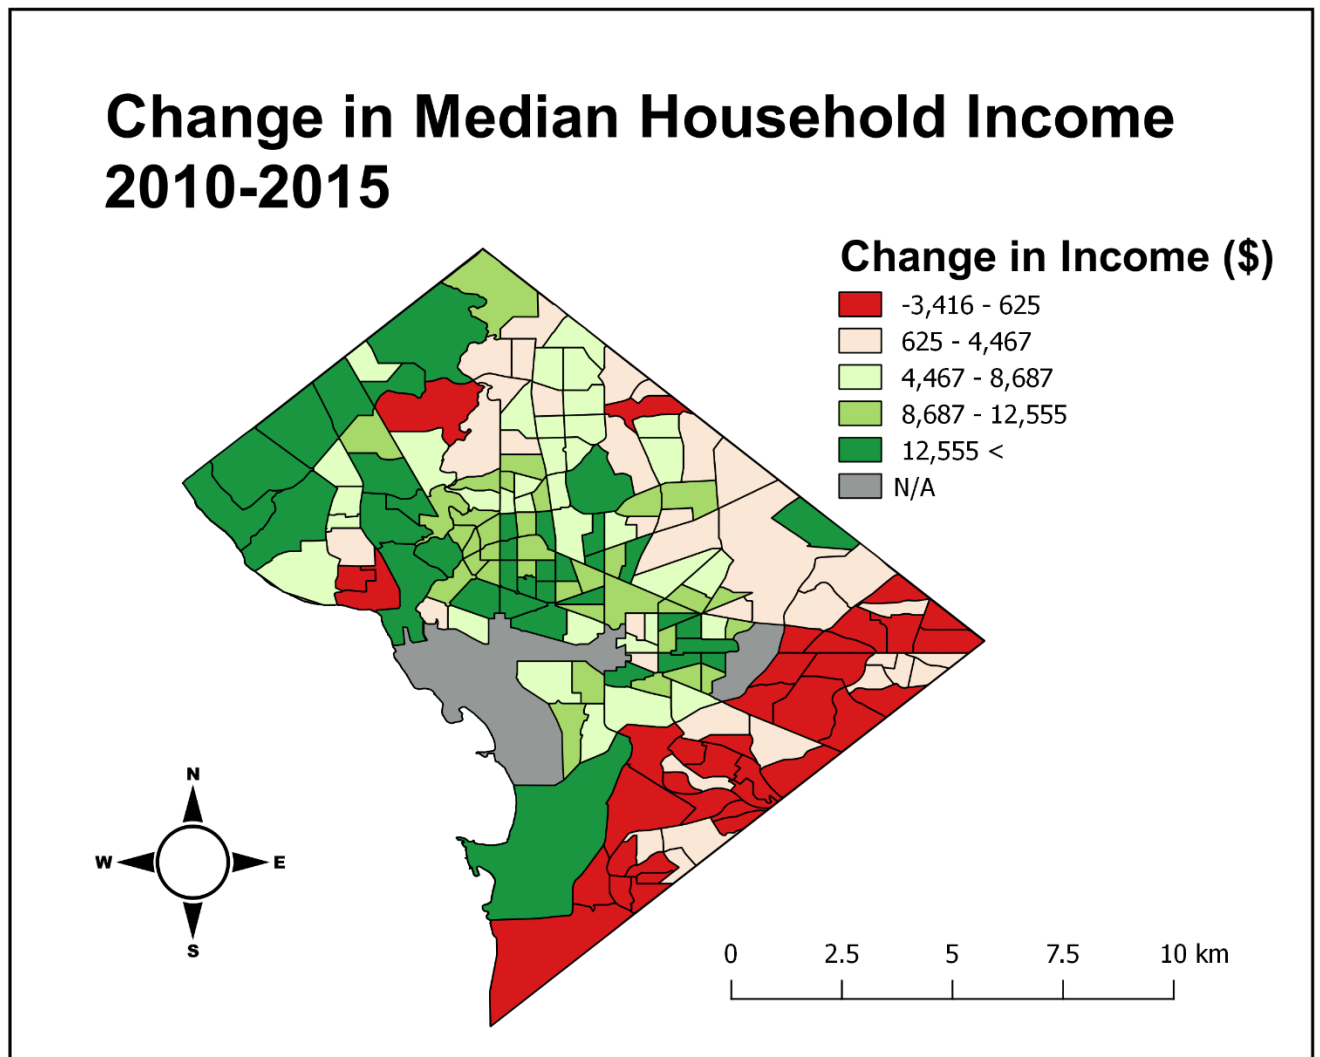 Change in Median Household Income
2010-2015
Change in Income ($)
-3,416 - 625
625 - 4,467
4,467 - 8,687
8,687 - 12,555
12,555 <
N/A
N
W E
S
0 2.5 5 7.5 10 km